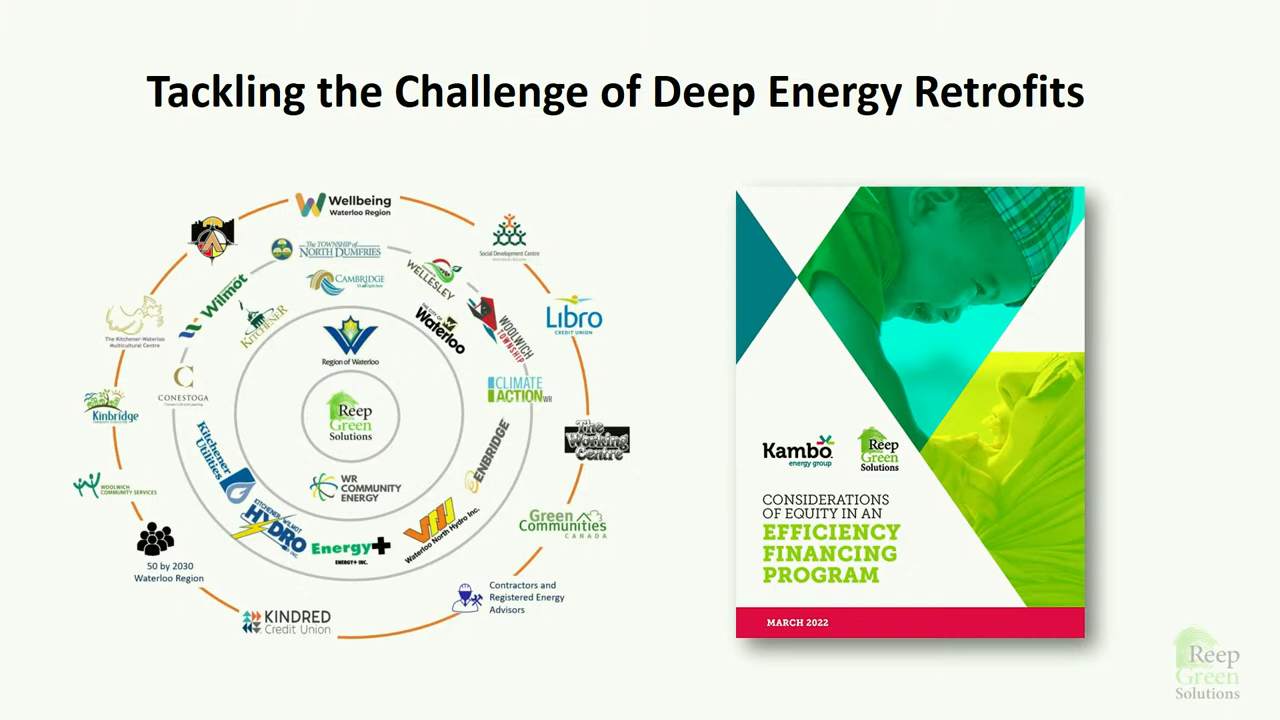 Tackling the Challenge of Deep Energy Retrofits
Wellbeing
Waterloo Region
THE TOWNSHIP OF
NORTH DUMFRIES
Social Development Centre
CAMBRIDGE
WELLESLEY
Wilmot
KITCHENER
THE CITY OF
Waterloo
WOOLWICH
TOWNSHIP
Libro
CREDIT UNION
The Kitchener-Waterloo
Multicultural Centre
Region of Waterloo
C
CONESTOGA
CLIMATE
ACTION WR
Kinbridge
Reep
Green
Solutions
The
Working
Centre
Kitchener
Utilities
ENBRIDGE
WR
COMMUNITY
ENERGY
WOOLWICH
COMMUNITY SERVICES
KITCHENER-WILMOT
HYDRO INC.
Energy+
ENERGY+ INC.
Waterloo North Hydro Inc.
Green
Communities
CANADA
50 by 2030
Waterloo Region
Contractors and
Registered Energy
Advisors
KINDRED
Credit Union
Kambo
energy group
Reep
Green
Solutions
CONSIDERATIONS
OF EQUITY IN AN
EFFICIENCY
FINANCING
PROGRAM
MARCH 2022
Reep
Green
Solutions